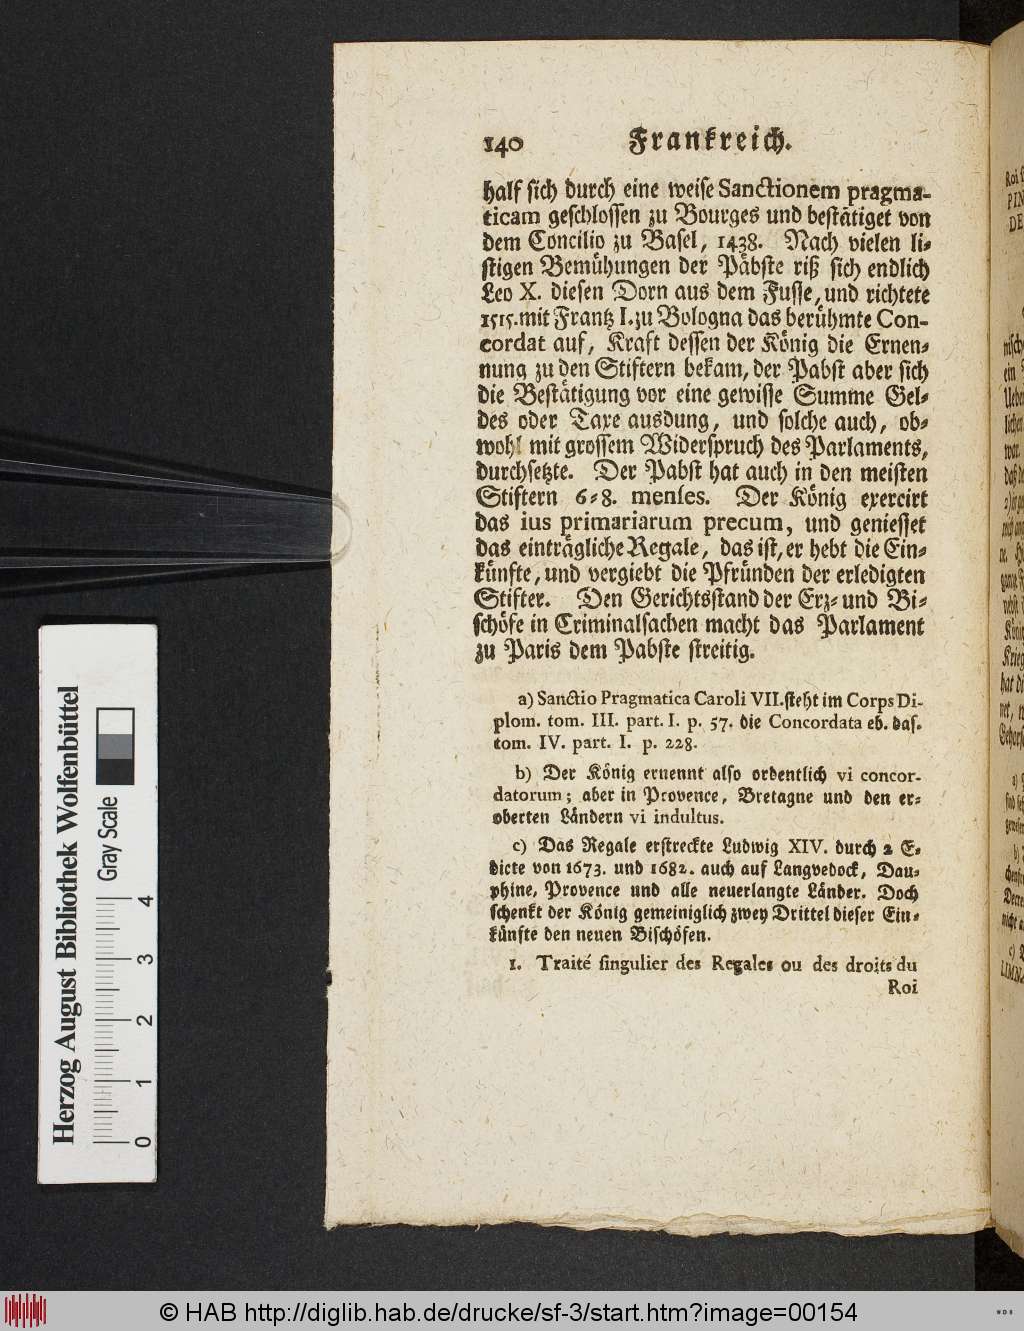 140 Frankreich.
half sich durch eine weise Sanctionem pragma-
ticam geschlossen zu Bourges und bestätiget von
dem Concilio zu Basel, 1438. Nach vielen li-
stigen Bemühungen der Päbste riß sich endlich
Leo X. diesen Dorn aus dem Fusse, und richtete
1515. mit Frantz I. zu Bologna das berühmte Con-
cordat auf, Kraft dessen der König die Ernen-
nung zu den Stiftern bekam, der Pabst aber sich
die Bestätigung vor eine gewisse Summe Gel-
des oder Taxe ausdung, und solche auch, ob-
wohl mit grossem Widerspruch des Parlaments,
durchsetzte. Der Pabst hat auch in den meisten
Stiftern 6-8. menses. Der König exercirt
das ius primariarum precum, und geniesset
das einträgliche Regale, das ist, er hebt die Ein-
künfte, und vergiebt die Pfründen der erledigten
Stifter. Den Gerichtsstand der Erz- und Bi-
schöfe in Criminalsachen macht das Parlament
zu Paris dem Pabste streitig.
a) Sanctio Pragmatica Caroli VII. steht im Corps Di-
plom. tom. III. part. I. p. 57. die Concordata eb. das.
tom. IV. part. I. p. 228.
b) Der König ernennt also ordentlich vi concor-
datorum; aber in Provence, Bretagne und den er-
oberten Ländern vi indultus.
c) Das Regale erstreckte Ludwig XIV. durch 2 E-
dicte von 1673. und 1682. auch auf Langvedock, Dau-
phine, Provence und alle neuerlangte Länder. Doch
schenkt der König gemeiniglich zwey Drittel dieser Ein-
künfte den neuen Bischöfen.
1. Traité singulier des Regales ou des droits du
Roi
Herzog August Bibliothek Wolfenbüttel
Gray Scale
0 1 2 3 4
© HAB http://diglib.hab.de/drucke/sf-3/start.htm?image=00154